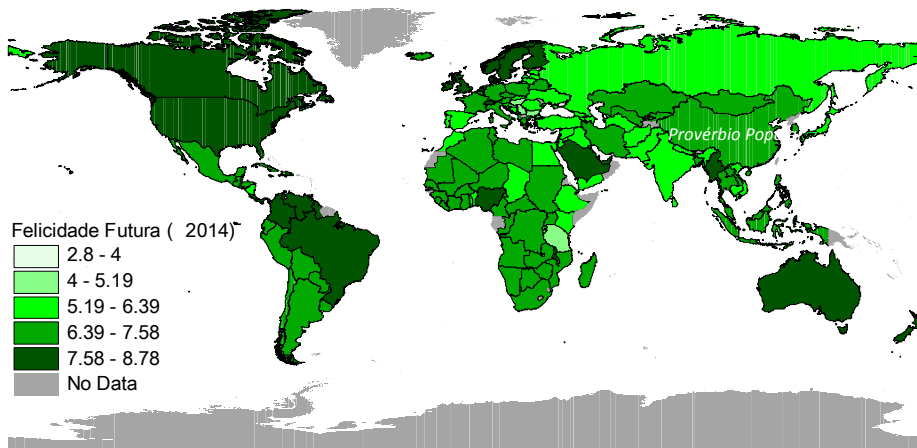 Provérbio Popu
Felicidade Futura ( 2014)~
2.8 - 4
4 - 5.19
5.19 - 6.39
6.39 - 7.58
7.58 - 8.78
No Data